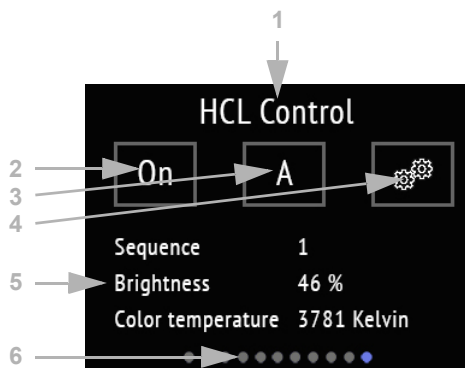 1
HCL Control
2
On
A
3
4
Sequence 1
5
Brightness 46 %
Color temperature 3781 Kelvin
6